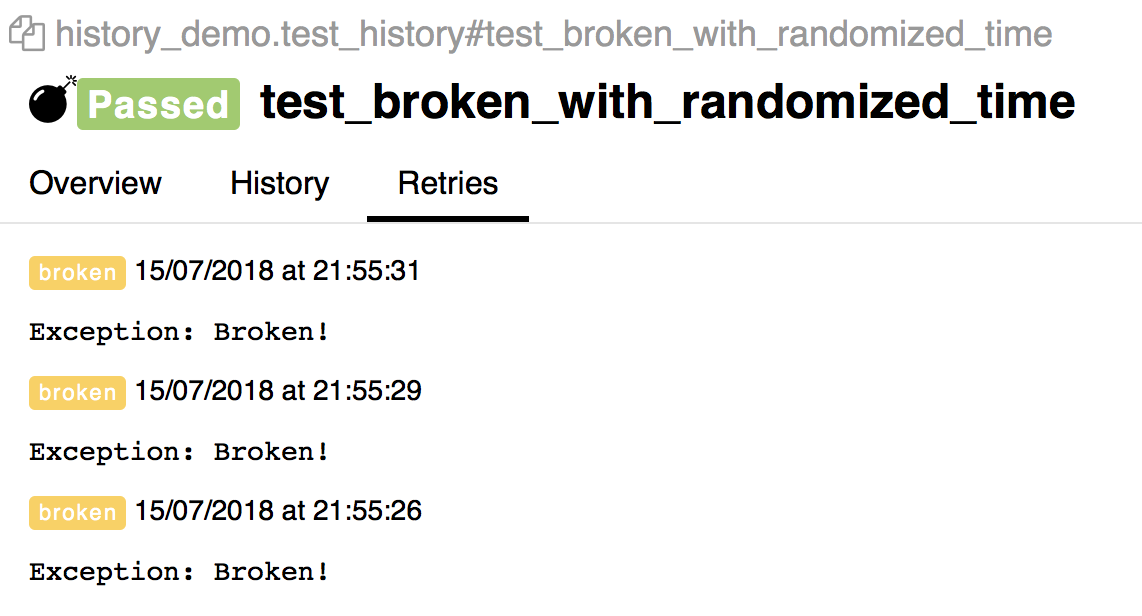 history_demo.test_history#test_broken_with_randomized_time
Passed test_broken_with_randomized_time
Overview History Retries
broken 15/07/2018 at 21:55:31
Exception: Broken!
broken 15/07/2018 at 21:55:29
Exception: Broken!
broken 15/07/2018 at 21:55:26
Exception: Broken!